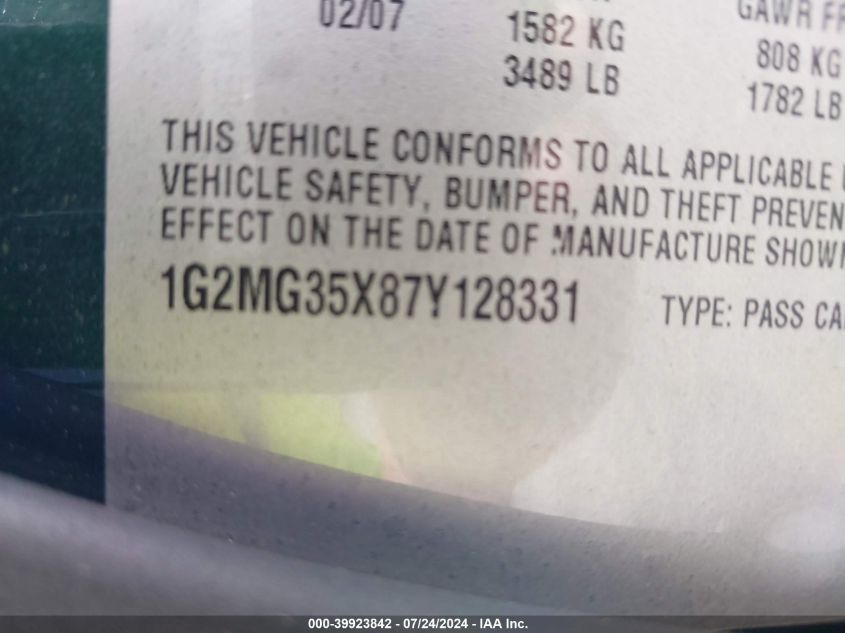 02/07
1582 KG
3489 LB
GAWR
808 KG
1782 LB
THIS VEHICLE CONFORMS TO ALL APPLICABLE
VEHICLE SAFETY, BUMPER, AND THEFT PREVEN
EFFECT ON THE DATE OF MANUFACTURE SHOWN
1G2MG35X87Y128331
TYPE: PASS CA
000-39923842 - 07/24/2024 - IAA Inc.